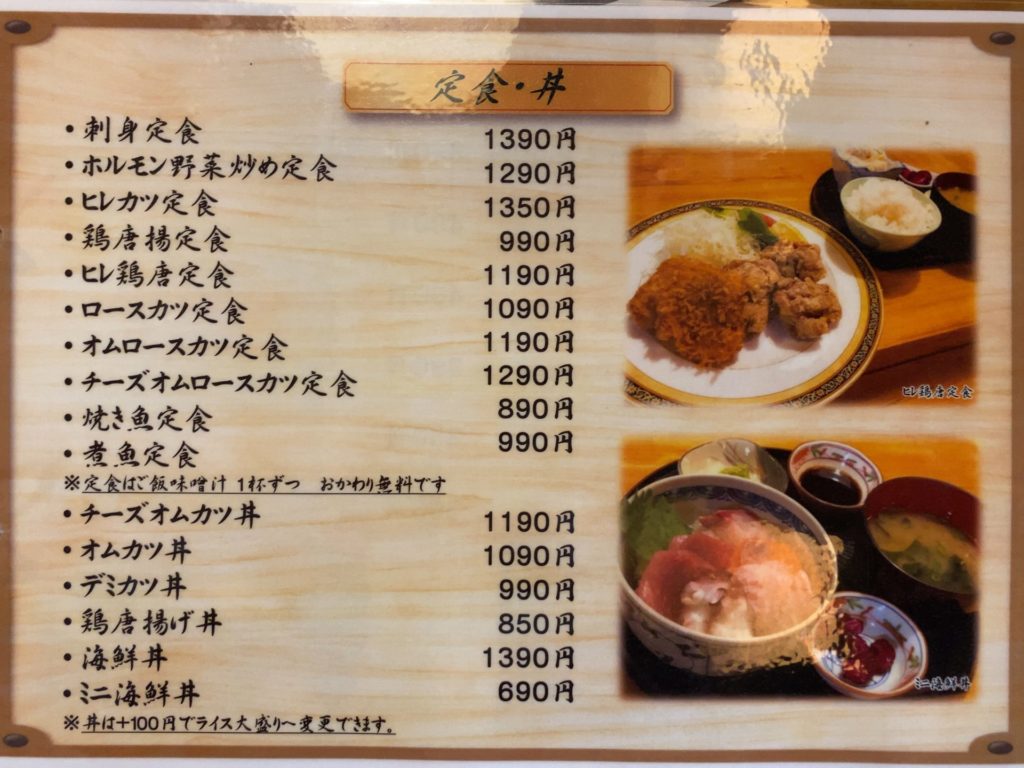 定食・丼
・刺身定食 1390円
・ホルモン野菜炒め定食 1290円
・ヒレカツ定食 1350円
・鶏唐揚定食 990円
・ヒレ鶏唐定食 1190円
・ロースカツ定食 1090円
・オムロースカツ定食 1190円
・チーズオムロースカツ定食 1290円
・焼き魚定食 890円
・煮魚定食 990円
※定食はご飯味噌汁 1杯ずつ おかわり無料です
・チーズオムカツ丼 1190円
・オムカツ丼 1090円
・デミカツ丼 990円
・鶏唐揚げ丼 850円
・海鮮丼 1390円
・ミニ海鮮丼 690円
※丼は+100円でライス大盛りへ変更できます。
ヒレ鶏唐定食
ミニ海鮮丼